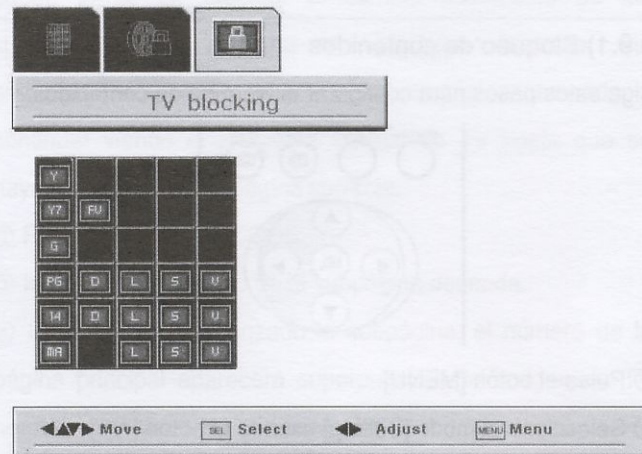 TV blocking
Y
Y7 FV
G
PG D L S V
14 D L S V
MA L S V
Move SEL Select Adjust MENU Menu